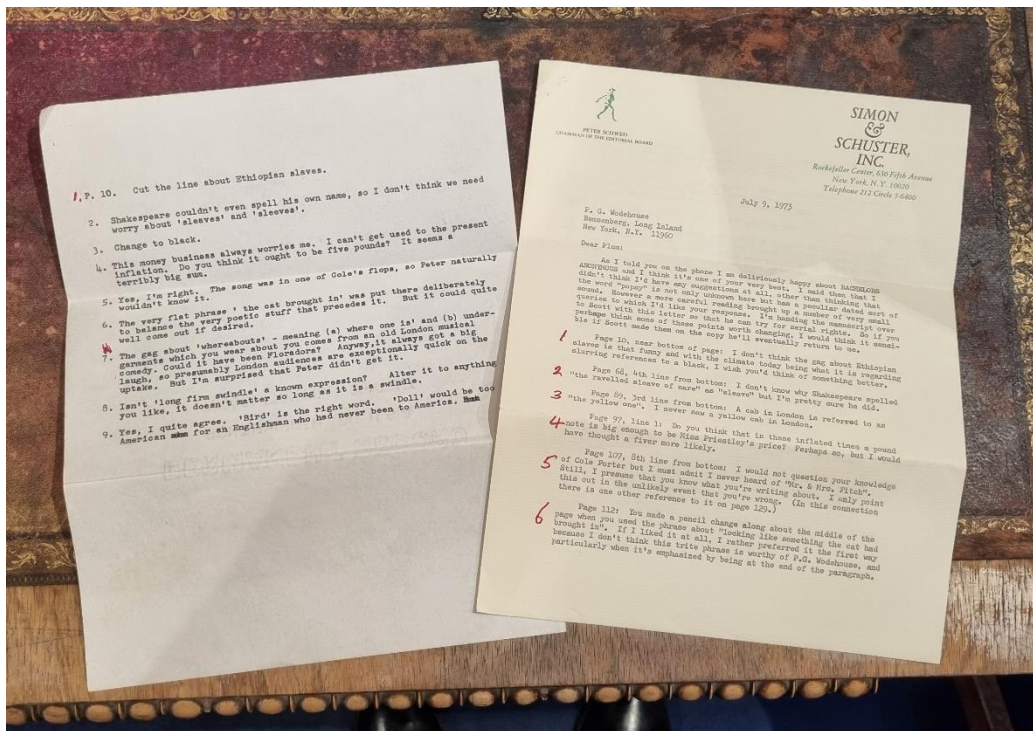 1. P. 10. Cut the line about Ethiopian slaves.
2. Shakespeare couldn't even spell his own name, so I don't think we need
worry about 'sleaves' and 'sleeves'.
3. Change to black.
4. This money business always worries me. I can't get used to the present
inflation. Do you think it ought to be five pounds? It seems a
terribly big sum.
5. Yes, I'm right. The song was in one of Cole's flops, so Peter naturally
wouldn't know it.
6. The very flat phrase ' the cat brought in' was put there deliberately
to balance the very poetic stuff that precedes it. But it could quite
well come out if desired.
7. The gag about 'whereabouts' - meaning (a) where one is' and (b) under-
garments which you wear about you comes from an old London musical
comedy. Could it have been Floradora? Anyway,it always got a big
laugh, so presumably London audiences are exceptionally quick on the
uptake. But I'm surprised that Peter didn't get it.
8. Isn't 'long firm swindle' a known expression? Alter it to anything
you like, it doesn't matter so long as it is a swindle.
9. Yes, I quite agree. 'Bird' is the right word. 'Doll' would be too
American for an Englishman who had never been to America.
PETER SCHWED
CHAIRMAN OF THE EDITORIAL BOARD
SIMON
&
SCHUSTER,
INC.
Rockefeller Center, 630 Fifth Avenue
New York, N.Y. 10020
Telephone 212 Circle 5-6400
July 9, 1973
P. G. Wodehouse
Remsenberg, Long Island
New York, N.Y. 11960
Dear Plum:
As I told you on the phone I am deliriously happy about BACHELORS
ANONYMOUS and I think it's one of your very best. I said then that I
didn't think I'd have any suggestions at all, other than thinking that
the word "popsy" is not only unknown here but has a peculiar dated sort of
sound. However a more careful reading brought up a number of very small
queries to which I'd like your response. I'm handing the manuscript over
to Scott with this letter so that he can try for serial rights. So if you
perhaps think some of these points worth changing, I would think it sensi-
ble if Scott made them on the copy he'll eventually return to me.
1 Page 10, near bottom of page: I don't think the gag about Ethiopian
slaves is that funny and with the climate today being what it is regarding
slurring references to a black, I wish you'd think of something better.
2 Page 68, 4th line from bottom: I don't know why Shakespeare spelled
"the ravelled sleave of care" as "sleave" but I'm pretty sure he did.
3 Page 89, 3rd line from bottom: A cab in London is referred to as
"the yellow one". I never saw a yellow cab in London.
4 Page 97, line 1: Do you think that in these inflated times a pound
note is big enough to be Miss Priestley's price? Perhaps so, but I would
have thought a fiver more likely.
5 Page 107, 8th line from bottom: I would not question your knowledge
of Cole Porter but I must admit I never heard of "Mr. & Mrs. Fitch".
Still, I presume that you know what you're writing about. I only point
this out in the unlikely event that you're wrong. (In this connection
there is one other reference to it on page 129.)
6 Page 112: You made a pencil change along about the middle of the
page when you used the phrase about "looking like something the cat had
brought in". If I liked it at all, I rather preferred it the first way
because I don't think this trite phrase is worthy of P.G. Wodehouse, and
particularly when it's emphasized by being at the end of the paragraph.